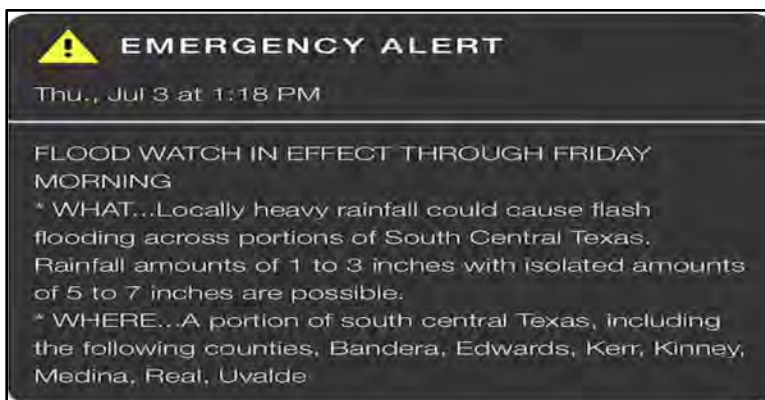 EMERGENCY ALERT
Thu., Jul 3 at 1:18 PM
FLOOD WATCH IN EFFECT THROUGH FRIDAY
MORNING
* WHAT...Locally heavy rainfall could cause flash
flooding across portions of South Central Texas.
Rainfall amounts of 1 to 3 inches with isolated amounts
of 5 to 7 inches are possible.
* WHERE...A portion of south central Texas, including
the following counties, Bandera, Edwards, Kerr, Kinney,
Medina, Real, Uvalde